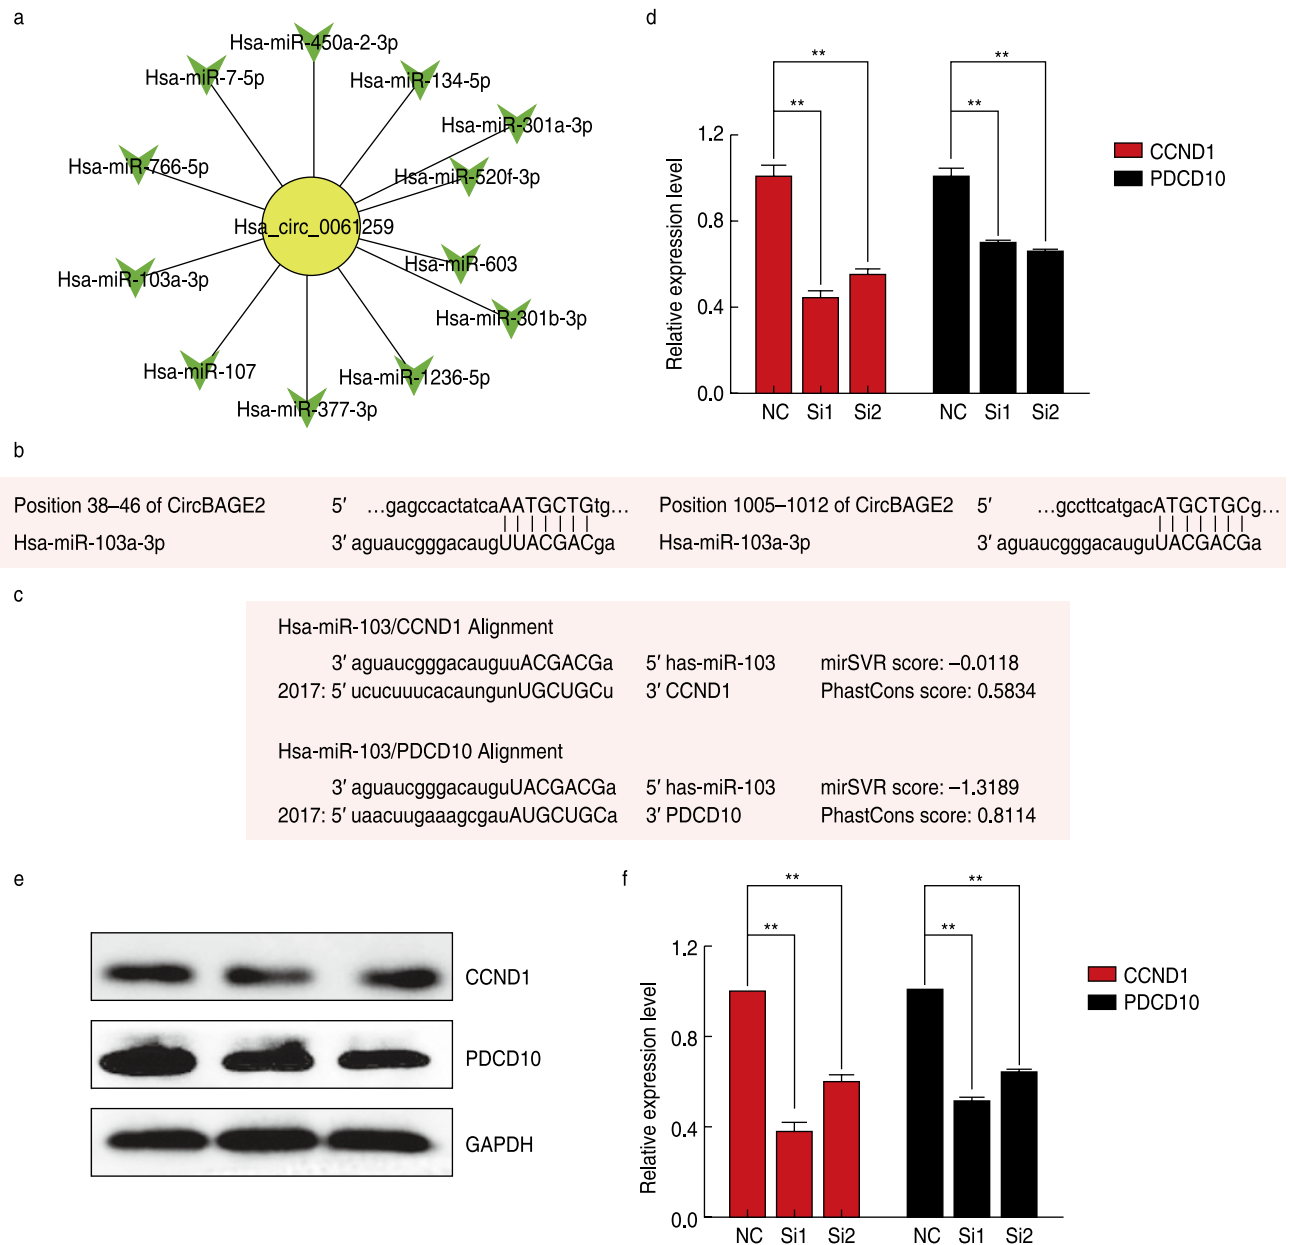 a
Hsa-miR-450a-2-3p
Hsa-miR-7-5p
Hsa-miR-134-5p
Hsa-miR-301a-3p
Hsa-miR-766-5p
Hsa-miR-520f-3p
Hsa_circ_0061259
Hsa-miR-603
Hsa-miR-103a-3p
Hsa-miR-301b-3p
Hsa-miR-107
Hsa-miR-1236-5p
Hsa-miR-377-3p
d
** **
** **
1.2
0.8
0.4
0.0
Relative expression level
NC Si1 Si2 NC Si1 Si2
CCND1
PDCD10
b
Position 38–46 of CircBAGE2 5′ …gagccactatcaAATGCTGtg… Position 1005–1012 of CircBAGE2 5′ …gccttcatgacATGCTGCg…
Hsa-miR-103a-3p 3′ aguaucgggacaugUUACGACga Hsa-miR-103a-3p 3′ aguaucgggacauguUACGACGa
c
Hsa-miR-103/CCND1 Alignment
3′ aguaucgggacauguuACGACGa 5′ has-miR-103 mirSVR score: –0.0118
2017: 5′ ucucuuucacaungunUGCUGCu 3′ CCND1 PhastCons score: 0.5834
Hsa-miR-103/PDCD10 Alignment
3′ aguaucgggacauguUACGACGa 5′ has-miR-103 mirSVR score: –1.3189
2017: 5′ uaacuugaaagcgauAUGCUGCa 3′ PDCD10 PhastCons score: 0.8114
e
CCND1
PDCD10
GAPDH
f
** **
** **
1.2
0.8
0.4
0.0
Relative expression level
NC Si1 Si2 NC Si1 Si2
CCND1
PDCD10